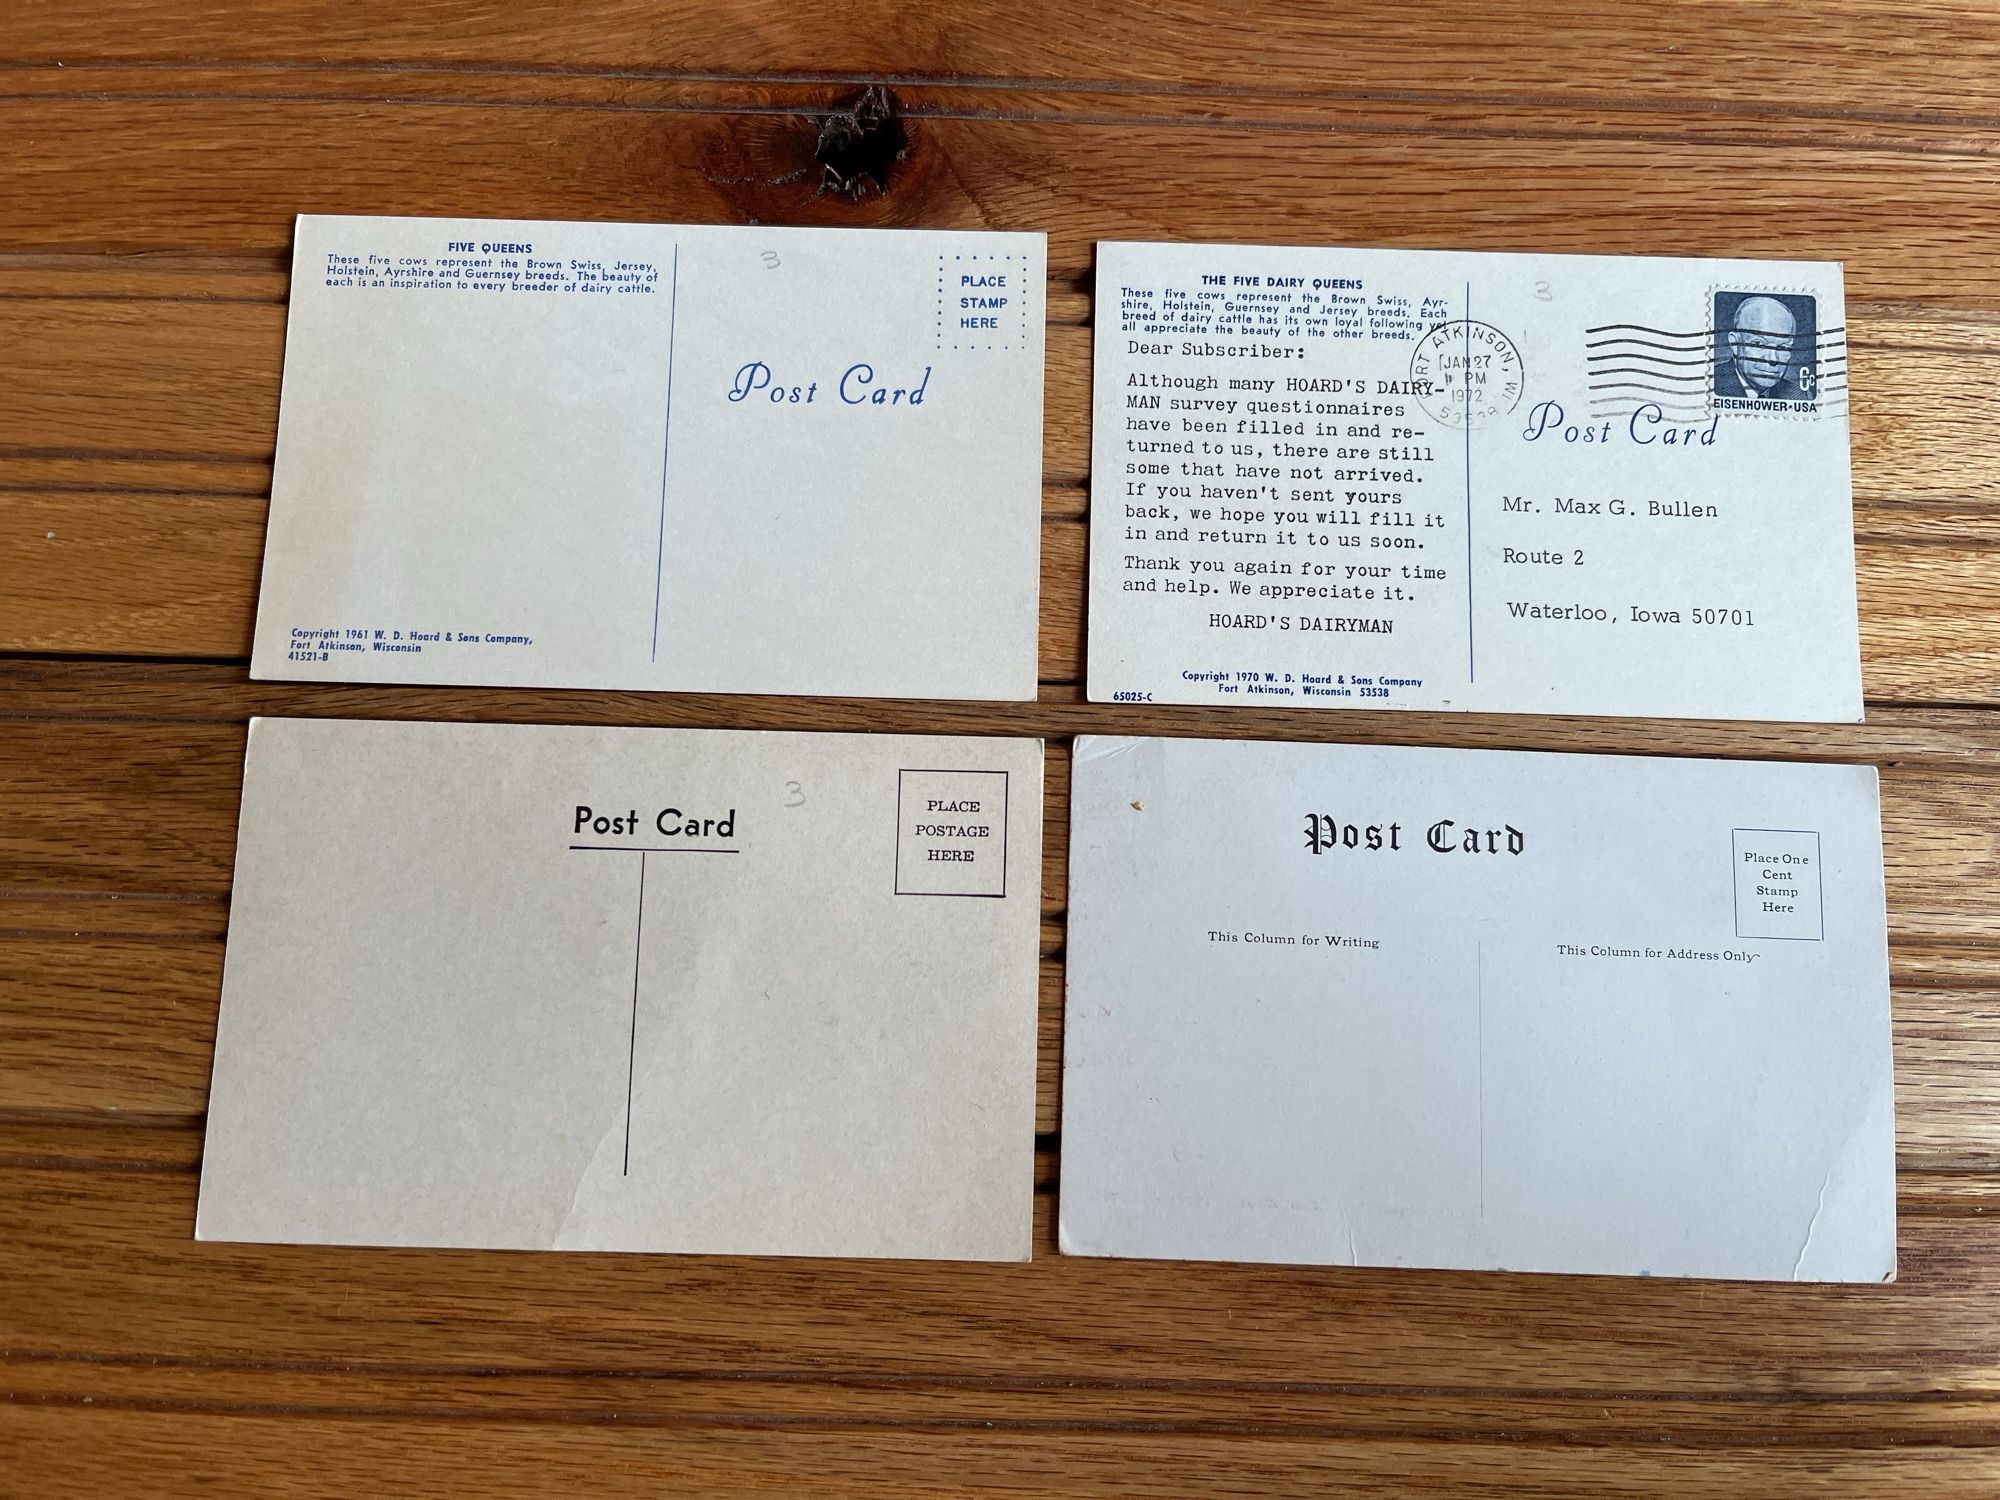 FIVE QUEENS
These five cows represent the Brown Swiss, Jersey,
Holstein, Ayrshire and Guernsey breeds. The beauty of
each is an inspiration to every breeder of dairy cattle.
3
PLACE
STAMP
HERE
Post Card
Copyright 1961 W. D. Hoard & Sons Company,
Fort Atkinson, Wisconsin
41521-B
THE FIVE DAIRY QUEENS
These five cows represent the Brown Swiss, Ayr-
shire, Holstein, Guernsey and Jersey breeds. Each
breed of dairy cattle has its own loyal following yet
all appreciate the beauty of the other breeds.
Dear Subscriber:
Although many HOARD'S DAIRY-
MAN survey questionnaires
have been filled in and re-
turned to us, there are still
some that have not arrived.
If you haven't sent yours
back, we hope you will fill it
in and return it to us soon.
Thank you again for your time
and help. We appreciate it.
HOARD'S DAIRYMAN
Copyright 1970 W. D. Hoard & Sons Company
Fort Atkinson, Wisconsin 53538
65025-C
3
FORT ATKINSON, WI
JAN 27
PM
1972
6c
EISENHOWER·USA
Post Card
Mr. Max G. Bullen
Route 2
Waterloo, Iowa 50701
Post Card
3
PLACE
POSTAGE
HERE
Post Card
Place One
Cent
Stamp
Here
This Column for Writing
This Column for Address Only